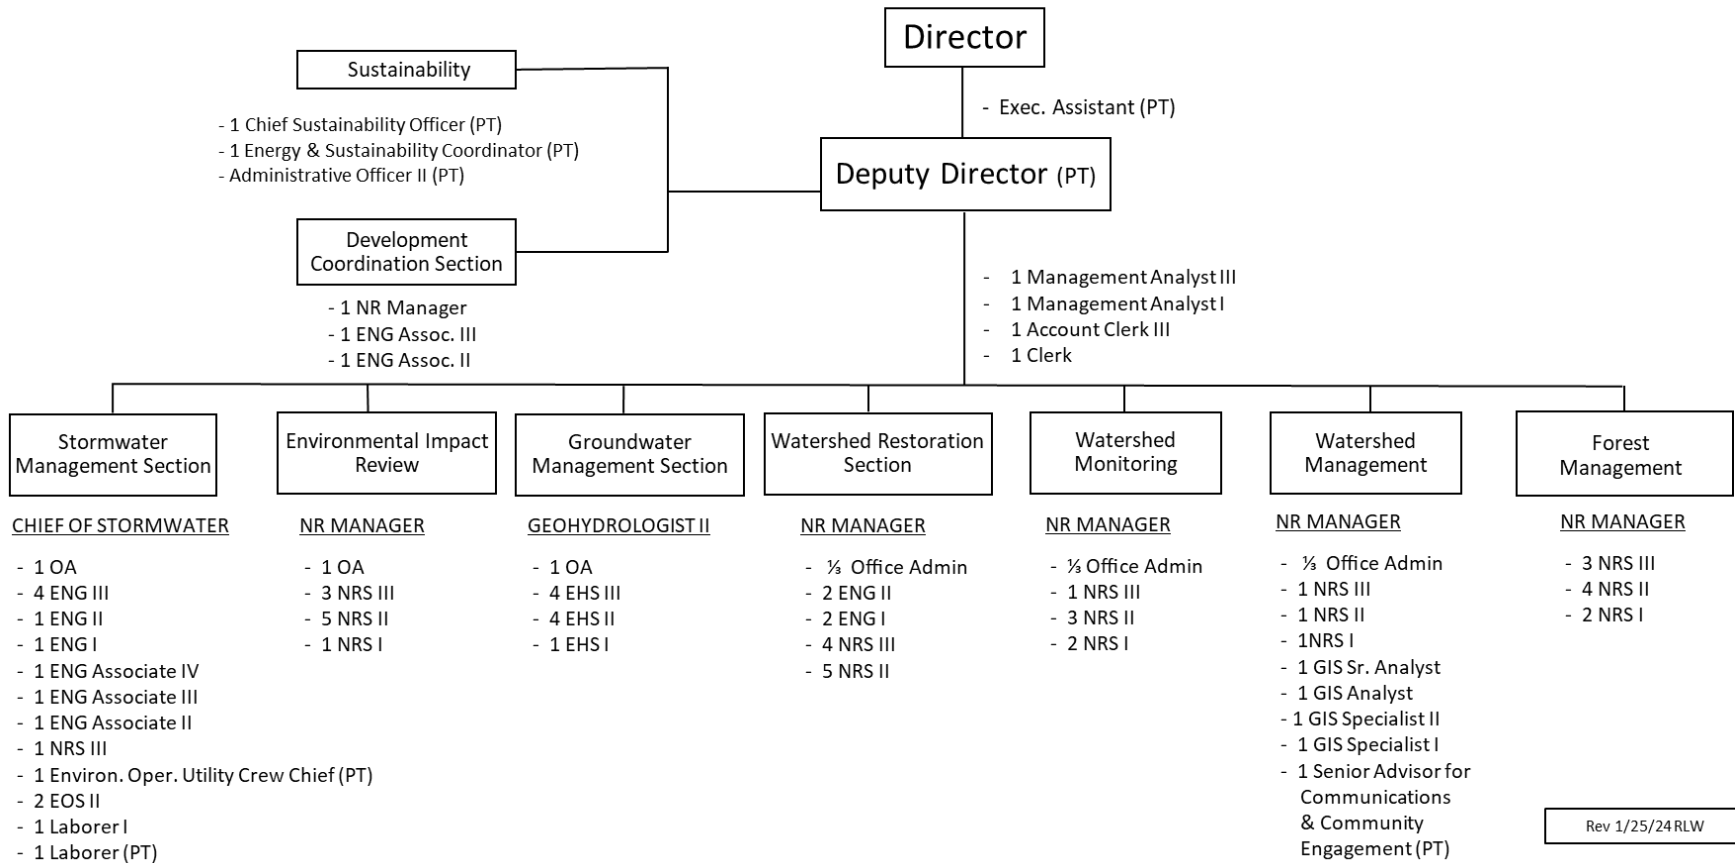 Director
- Exec. Assistant (PT)
Deputy Director (PT)
Sustainability
- 1 Chief Sustainability Officer (PT)
- 1 Energy & Sustainability Coordinator (PT)
- Administrative Officer II (PT)
Development
Coordination Section
- 1 NR Manager
- 1 ENG Assoc. III
- 1 ENG Assoc. II
- 1 Management Analyst III
- 1 Management Analyst I
- 1 Account Clerk III
- 1 Clerk
Stormwater
Management Section
CHIEF OF STORMWATER
- 1 OA
- 4 ENG III
- 1 ENG II
- 1 ENG I
- 1 ENG Associate IV
- 1 ENG Associate III
- 1 ENG Associate II
- 1 NRS III
- 1 Environ. Oper. Utility Crew Chief (PT)
- 2 EOS II
- 1 Laborer I
- 1 Laborer (PT)
Environmental Impact
Review
NR MANAGER
- 1 OA
- 3 NRS III
- 5 NRS II
- 1 NRS I
Groundwater
Management Section
GEOHYDROLOGIST II
- 1 OA
- 4 EHS III
- 4 EHS II
- 1 EHS I
Watershed Restoration
Section
NR MANAGER
- ⅓ Office Admin
- 2 ENG II
- 2 ENG I
- 4 NRS III
- 5 NRS II
Watershed
Monitoring
NR MANAGER
- ⅓ Office Admin
- 1 NRS III
- 3 NRS II
- 2 NRS I
Watershed
Management
NR MANAGER
- ⅓ Office Admin
- 1 NRS III
- 1 NRS II
- 1NRS I
- 1 GIS Sr. Analyst
- 1 GIS Analyst
- 1 GIS Specialist II
- 1 GIS Specialist I
- 1 Senior Advisor for
Communications
& Community
Engagement (PT)
Forest
Management
NR MANAGER
- 3 NRS III
- 4 NRS II
- 2 NRS I
Rev 1/25/24 RLW